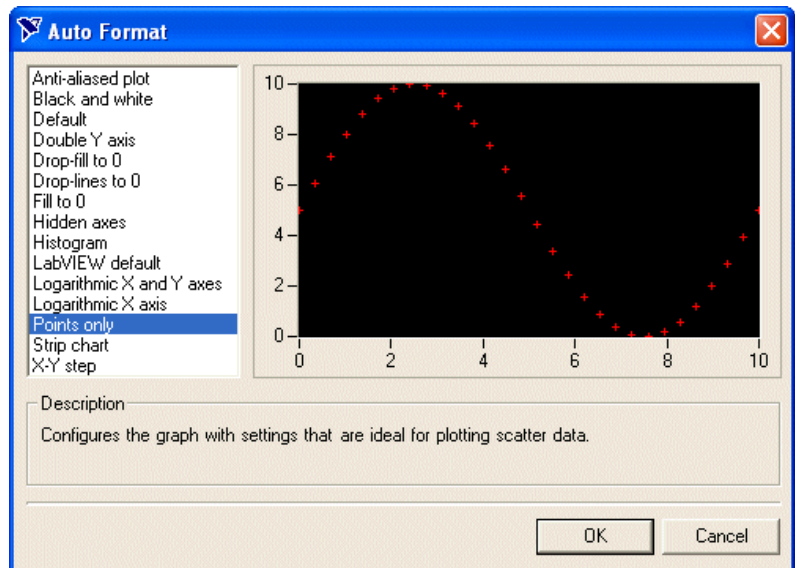 Auto Format
Anti-aliased plot
Black and white
Default
Double Y axis
Drop-fill to 0
Drop-lines to 0
Fill to 0
Hidden axes
Histogram
LabVIEW default
Logarithmic X and Y axes
Logarithmic X axis
Points only
Strip chart
X-Y step
10
8
6
4
2
0
0 2 4 6 8 10
Description
Configures the graph with settings that are ideal for plotting scatter data.
OK Cancel